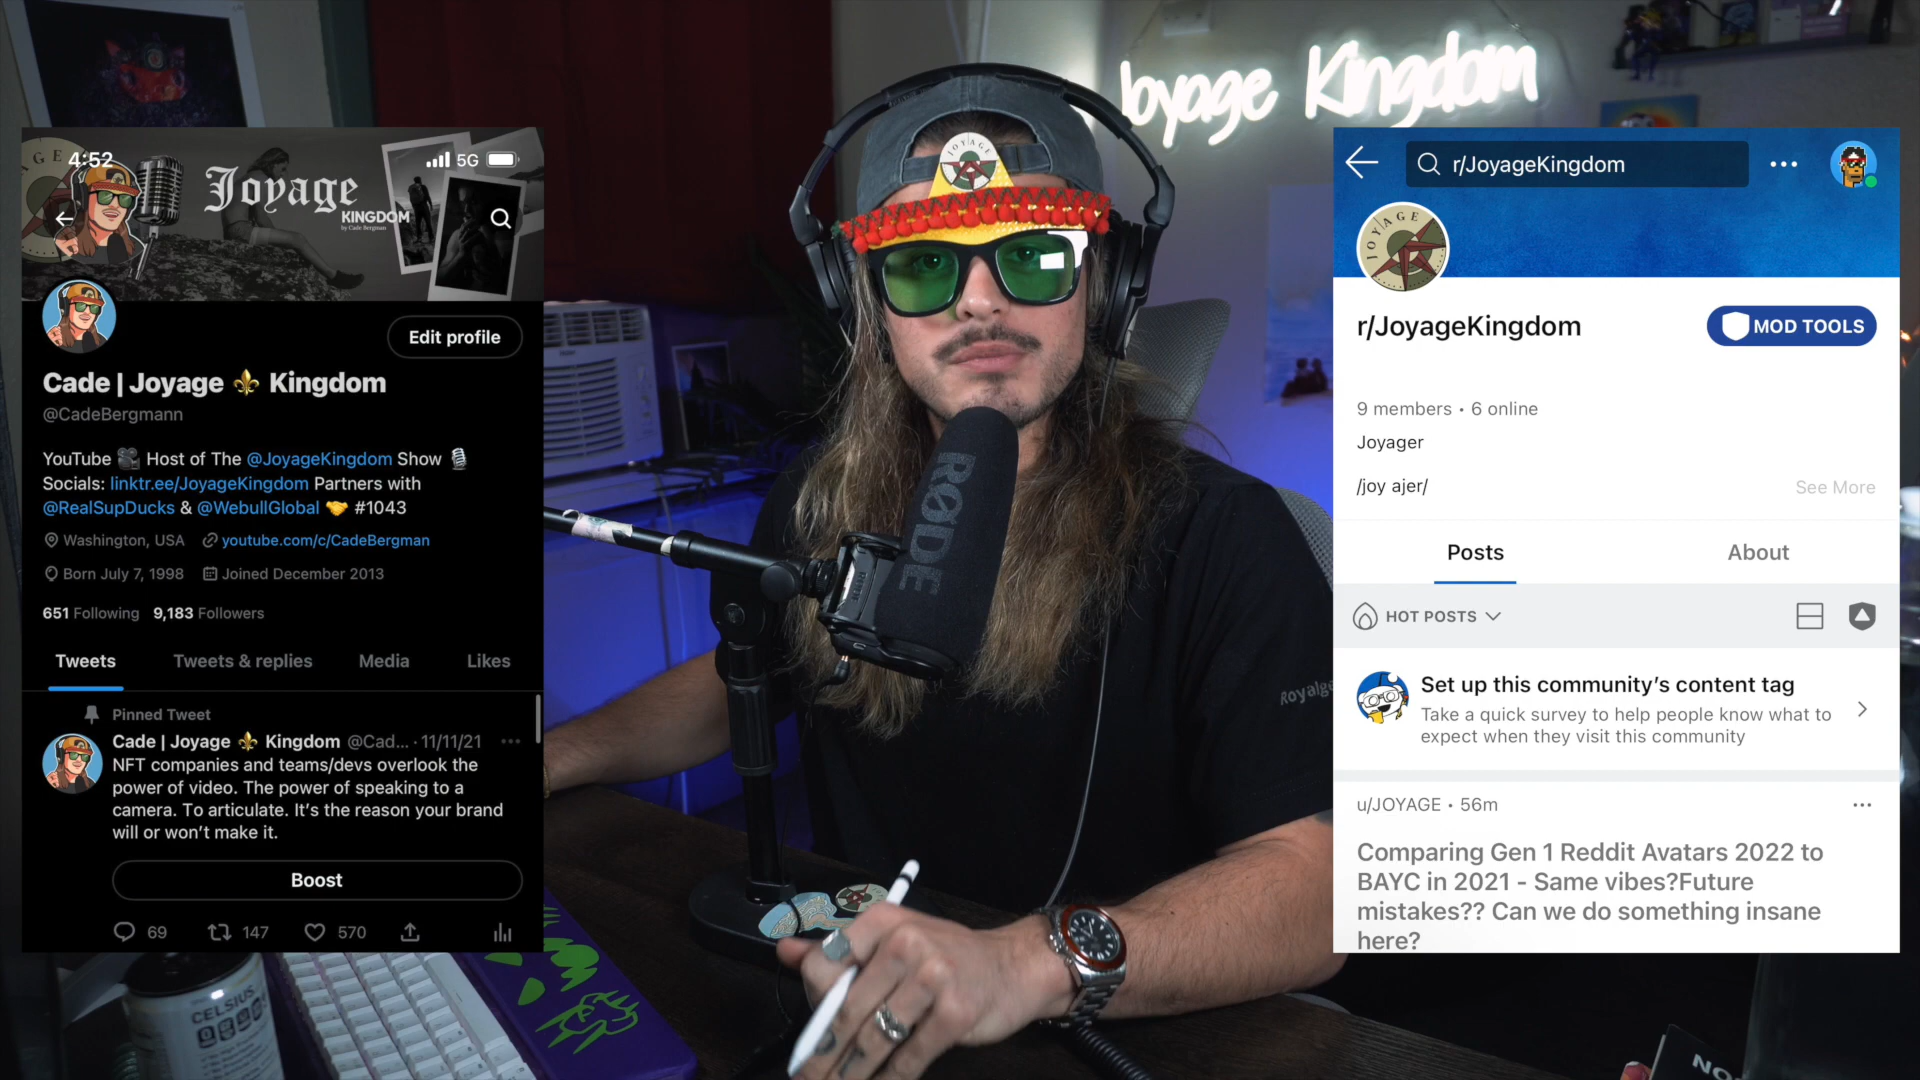 Joyage Kingdom
JOYAGE
RØDE
Royalge
CELSIUS
4:52
5G
Joyage
KINGDOM
by Cade Bergman
Edit profile
Cade | Joyage ⚜️ Kingdom
@CadeBergmann
YouTube 🎥 Host of The @JoyageKingdom Show 🎙️
Socials: linktr.ee/JoyageKingdom Partners with
@RealSupDucks & @WebullGlobal 🤝 #1043
Washington, USA youtube.com/c/CadeBergman
Born July 7, 1998 Joined December 2013
651 Following 9,183 Followers
Tweets Tweets & replies Media Likes
Pinned Tweet
Cade | Joyage ⚜️ Kingdom @Cad... · 11/11/21
NFT companies and teams/devs overlook the
power of video. The power of speaking to a
camera. To articulate. It's the reason your brand
will or won't make it.
Boost
69 147 570
r/JoyageKingdom
JOYAGE
r/JoyageKingdom
MOD TOOLS
9 members • 6 online
Joyager
/joy ajer/
See More
Posts About
HOT POSTS
Set up this community's content tag
Take a quick survey to help people know what to
expect when they visit this community
u/JOYAGE • 56m
Comparing Gen 1 Reddit Avatars 2022 to
BAYC in 2021 - Same vibes?Future
mistakes?? Can we do something insane
here?